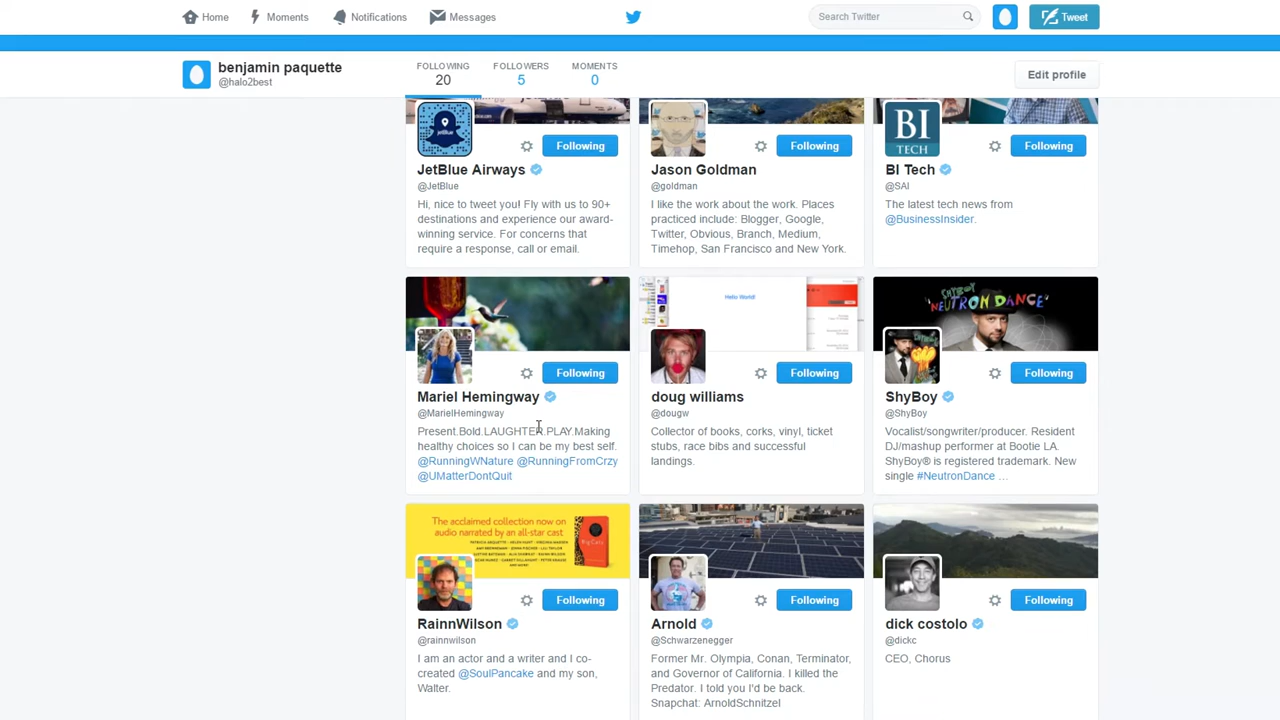 Home
Moments
Notifications
Messages
Search Twitter
Tweet
benjamin paquette
@halo2best
FOLLOWING
20
FOLLOWERS
5
MOMENTS
0
Edit profile
jetBlue
Following
JetBlue Airways
@JetBlue
Hi, nice to tweet you! Fly with us to 90+
destinations and experience our award-
winning service. For concerns that
require a response, call or email.
Following
Jason Goldman
@goldman
I like the work about the work. Places
practiced include: Blogger, Google,
Twitter, Obvious, Branch, Medium,
Timehop, San Francisco and New York.
BI
TECH
Following
BI Tech
@SAI
The latest tech news from
@BusinessInsider.
Following
Mariel Hemingway
@MarielHemingway
Present.Bold.LAUGHTER.PLAY.Making
healthy choices so I can be my best self.
@RunningWNature @RunningFromCrzy
@UMatterDontQuit
Hello World!
Following
doug williams
@dougw
Collector of books, corks, vinyl, ticket
stubs, race bibs and successful
landings.
SHYBOY
NEUTRON DANCE
Following
ShyBoy
@ShyBoy
Vocalist/songwriter/producer. Resident
DJ/mashup performer at Bootie LA.
ShyBoy® is registered trademark. New
single #NeutronDance …
The acclaimed collection now on
audio narrated by an all-star cast
Following
RainnWilson
@rainnwilson
I am an actor and a writer and I co-
created @SoulPancake and my son,
Walter.
Following
Arnold
@Schwarzenegger
Former Mr. Olympia, Conan, Terminator,
and Governor of California. I killed the
Predator. I told you I'd be back.
Snapchat: ArnoldSchnitzel
Following
dick costolo
@dickc
CEO, Chorus